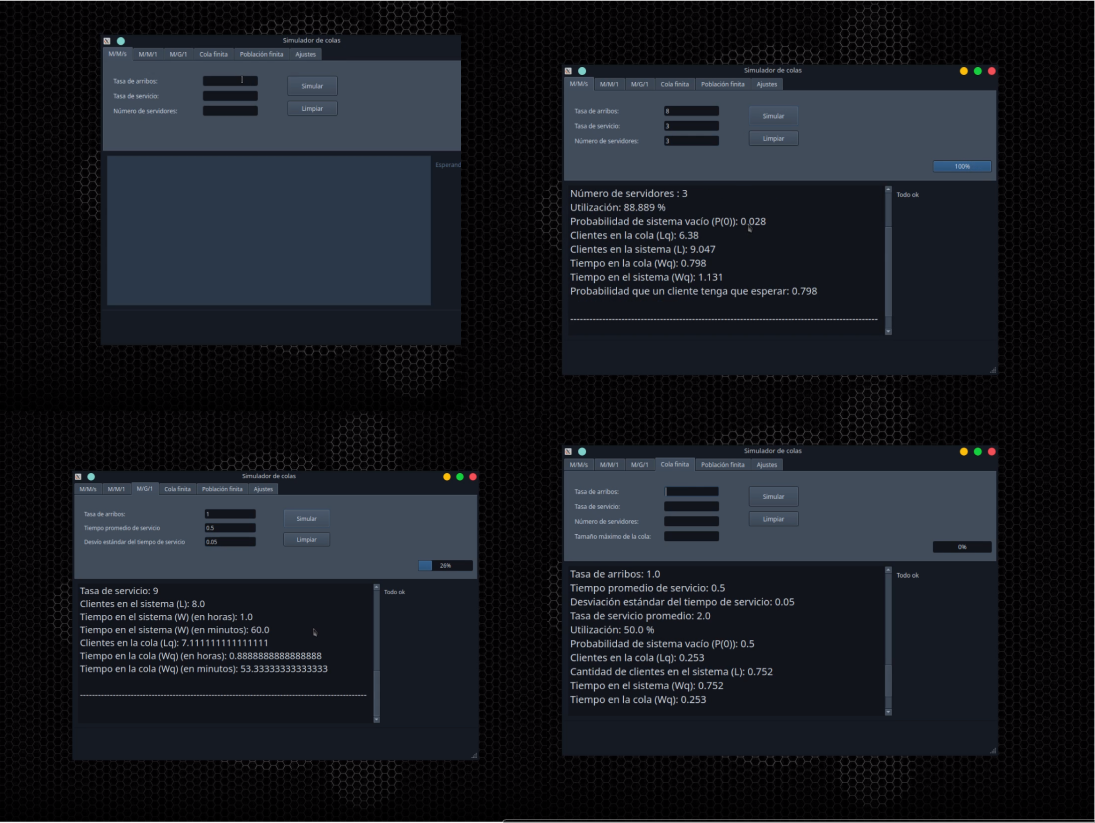 Simulador de colas
M/M/s M/M/1 M/G/1 Cola finita Población finita Ajustes
Tasa de arribos:
Simular
Tasa de servicio:
Número de servidores:
Limpiar
Esperand
Simulador de colas
M/M/s M/M/1 M/G/1 Cola finita Población finita Ajustes
Tasa de arribos: 8
Simular
Tasa de servicio: 3
Número de servidores: 3
Limpiar
100%
Número de servidores : 3
Todo ok
Utilización: 88.889 %
Probabilidad de sistema vacío (P(0)): 0.028
Clientes en la cola (Lq): 6.38
Clientes en la sistema (L): 9.047
Tiempo en la cola (Wq): 0.798
Tiempo en el sistema (Wq): 1.131
Probabilidad que un cliente tenga que esperar: 0.798
--------------------------------------------------------------------------------
Simulador de colas
M/M/s M/M/1 M/G/1 Cola finita Población finita Ajustes
Tasa de arribos: 1
Simular
Tiempo promedio de servicio 0.5
Desvío estándar del tiempo de servicio 0.05
Limpiar
26%
Tasa de servicio: 9
Todo ok
Clientes en el sistema (L): 8.0
Tiempo en el sistema (W) (en horas): 1.0
Tiempo en el sistema (W) (en minutos): 60.0
Clientes en la cola (Lq): 7.111111111111111
Tiempo en la cola (Wq) (en horas): 0.8888888888888888
Tiempo en la cola (Wq) (en minutos): 53.33333333333333
--------------------------------------------------------------------------------
Simulador de colas
M/M/s M/M/1 M/G/1 Cola finita Población finita Ajustes
Tasa de arribos:
Simular
Tasa de servicio:
Número de servidores:
Limpiar
Tamaño máximo de la cola:
0%
Tasa de arribos: 1.0
Todo ok
Tiempo promedio de servicio: 0.5
Desviación estándar del tiempo de servicio: 0.05
Tasa de servicio promedio: 2.0
Utilización: 50.0 %
Probabilidad de sistema vacío (P(0)): 0.5
Clientes en la cola (Lq): 0.253
Cantidad de clientes en el sistema (L): 0.752
Tiempo en el sistema (Wq): 0.752
Tiempo en la cola (Wq): 0.253